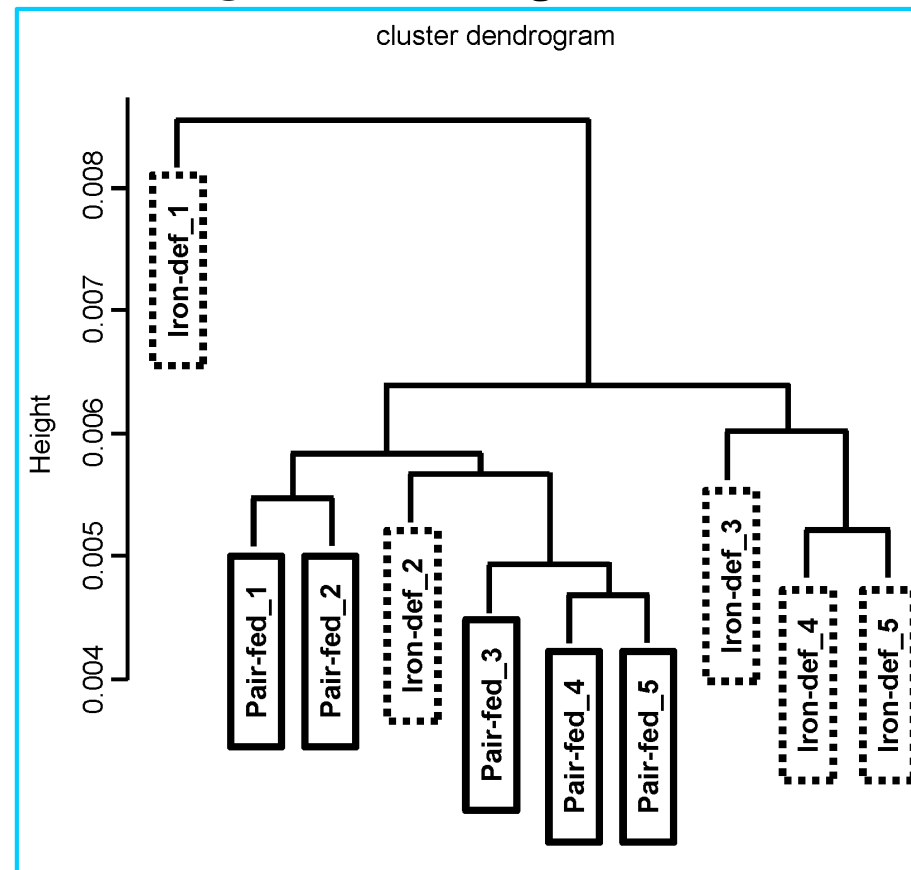 cluster dendrogram
Height
0.008
0.007
0.006
0.005
0.004
Iron-def_1
Pair-fed_1
Pair-fed_2
Iron-def_2
Pair-fed_3
Pair-fed_4
Pair-fed_5
Iron-def_3
Iron-def_4
Iron-def_5